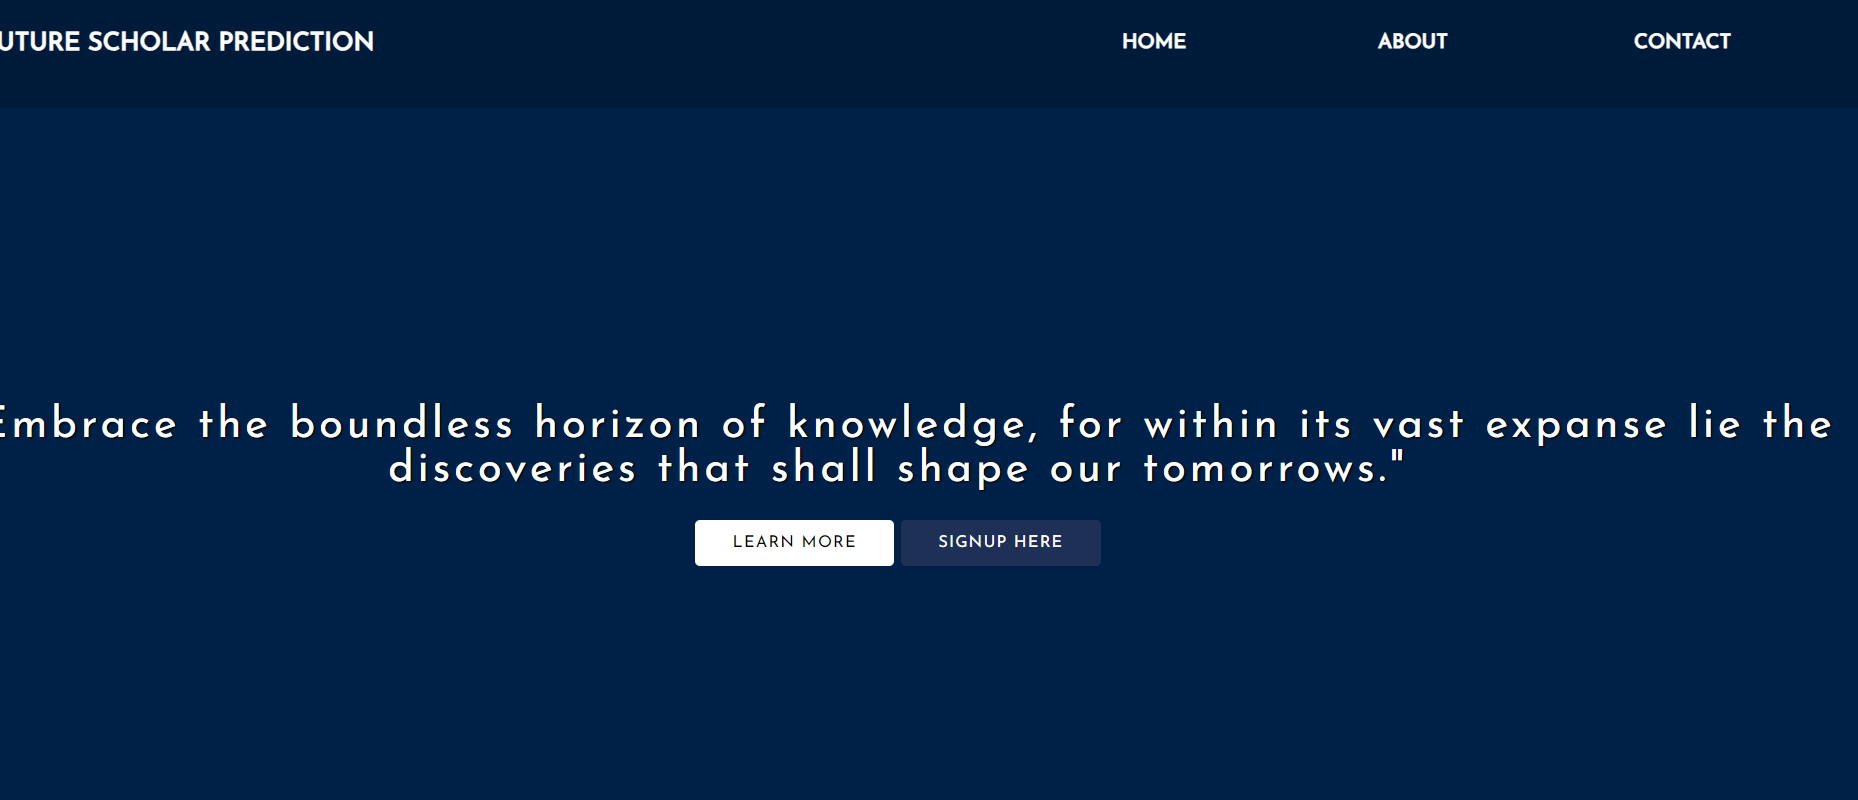 UTURE SCHOLAR PREDICTION
HOME
ABOUT
CONTACT
Embrace the boundless horizon of knowledge, for within its vast expanse lie the
discoveries that shall shape our tomorrows."
LEARN MORE
SIGNUP HERE